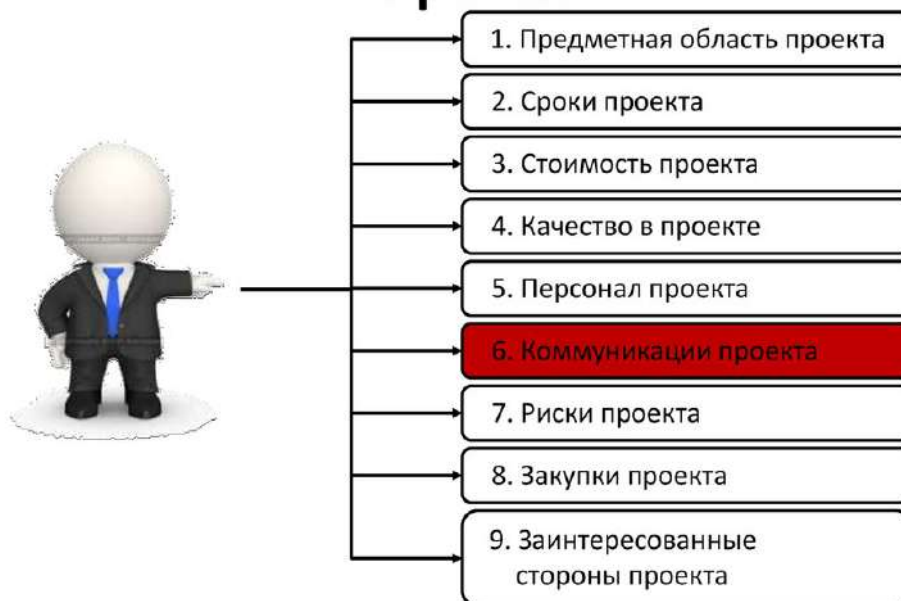 1. Предметная область проекта
2. Сроки проекта
3. Стоимость проекта
4. Качество в проекте
5. Персонал проекта
6. Коммуникации проекта
7. Риски проекта
8. Закупки проекта
9. Заинтересованные
стороны проекта